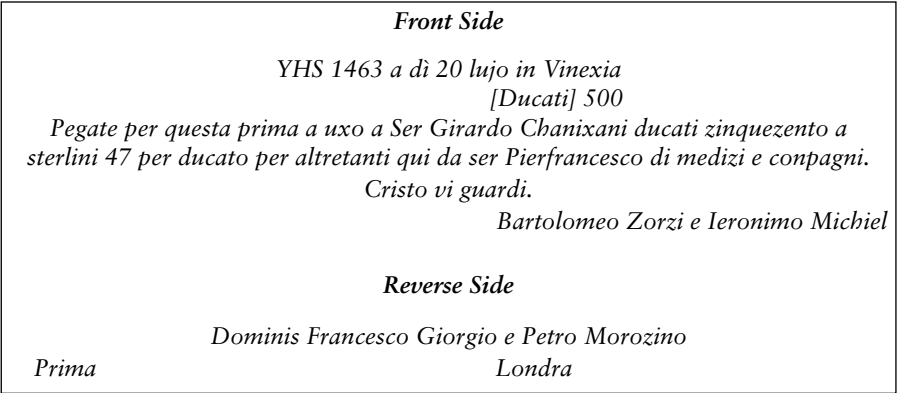 Front Side
YHS 1463 a dì 20 lujo in Vinexia
[Ducati] 500
Pegate per questa prima a uxo a Ser Girardo Chanixani ducati zinquezento a
sterlini 47 per ducato per altretanti qui da ser Pierfrancesco di medizi e conpagni.
Cristo vi guardi.
Bartolomeo Zorzi e Ieronimo Michiel
Reverse Side
Dominis Francesco Giorgio e Petro Morozino
Prima Londra